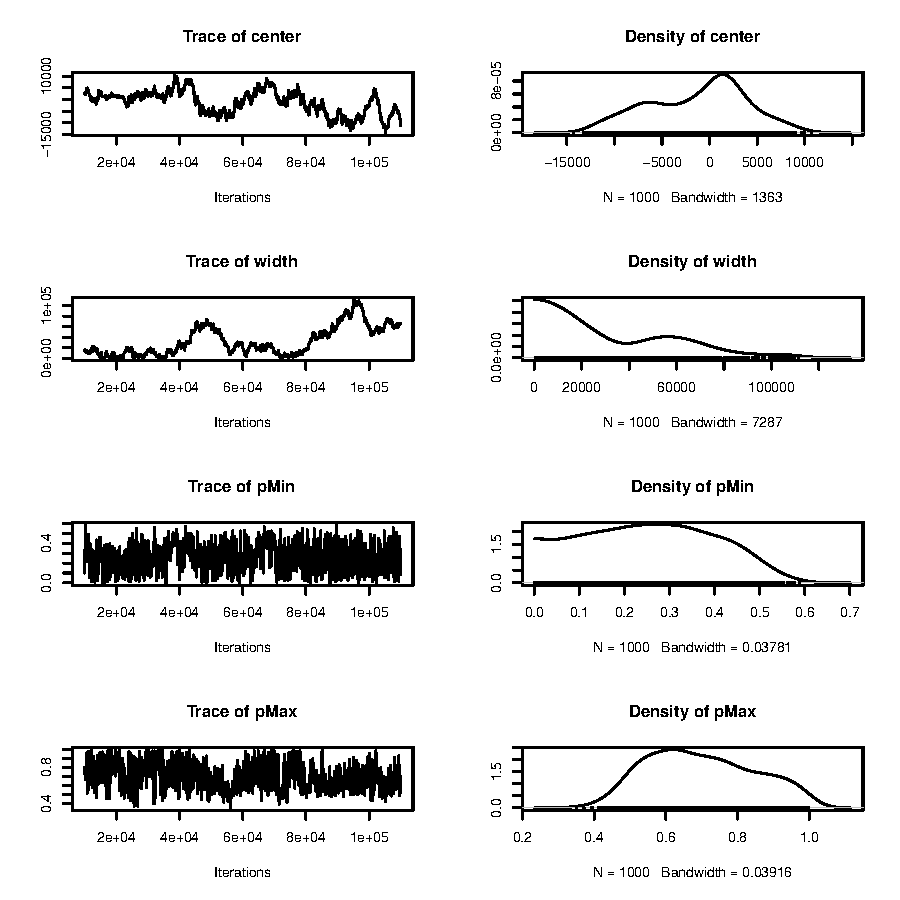 Trace of center
Density of center
−15000 10000
2e+04 4e+04 6e+04 8e+04 1e+05
Iterations
0e+00 8e−05
−15000 −5000 0 5000 10000
N = 1000 Bandwidth = 1363
Trace of width
Density of width
0e+00 1e+05
2e+04 4e+04 6e+04 8e+04 1e+05
Iterations
0.0e+00
0 20000 60000 100000
N = 1000 Bandwidth = 7287
Trace of pMin
Density of pMin
0.0 0.4
2e+04 4e+04 6e+04 8e+04 1e+05
Iterations
0.0 1.5
0.0 0.1 0.2 0.3 0.4 0.5 0.6 0.7
N = 1000 Bandwidth = 0.03781
Trace of pMax
Density of pMax
0.4 0.8
2e+04 4e+04 6e+04 8e+04 1e+05
Iterations
0.0 1.5
0.2 0.4 0.6 0.8 1.0
N = 1000 Bandwidth = 0.03916